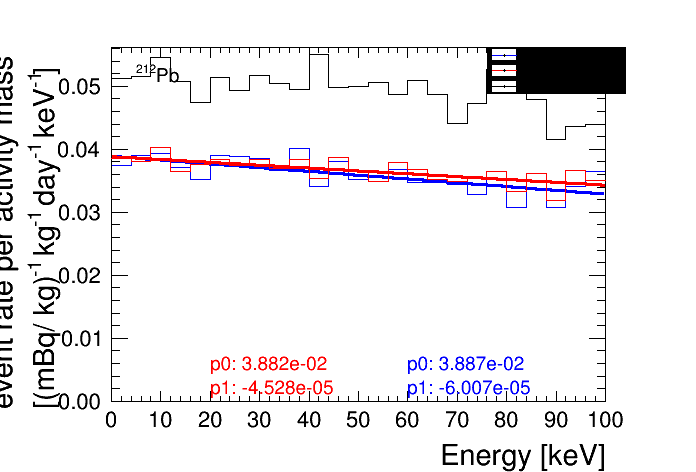 event rate per activity mass
[(mBq/ kg)⁻¹ kg⁻¹ day⁻¹ keV⁻¹]
²¹²Pb
0.05
0.04
0.03
0.02
0.01
0.00
p0: 3.882e-02
p1: -4.528e-05
p0: 3.887e-02
p1: -6.007e-05
0 10 20 30 40 50 60 70 80 90 100
Energy [keV]